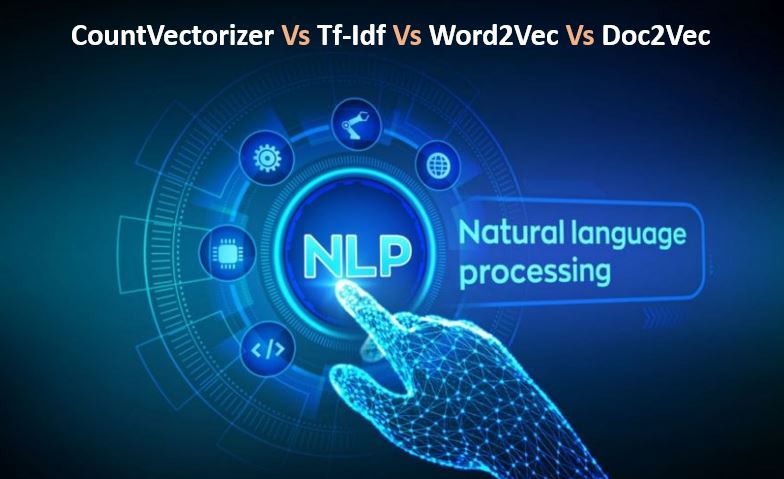 CountVectorizer Vs Tf-Idf Vs Word2Vec Vs Doc2Vec
NLP
Natural language
processing
</>